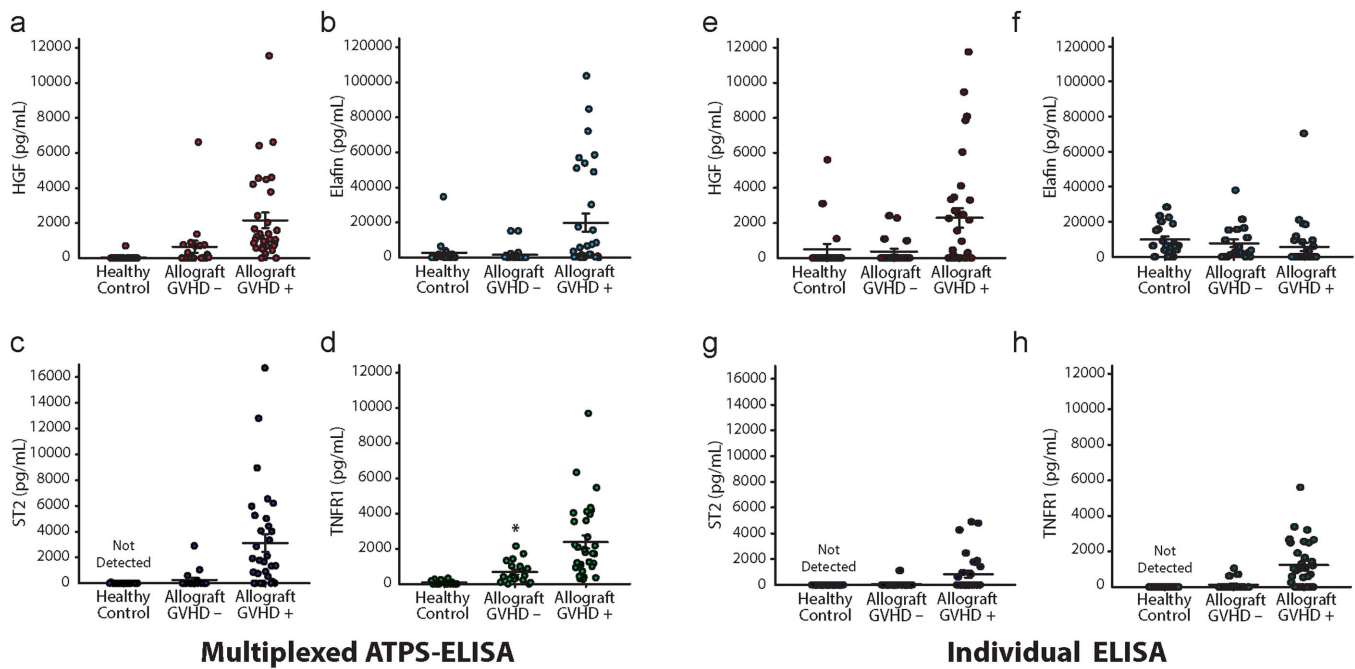 a
12000
10000
8000
6000
4000
2000
0
HGF (pg/mL)
Healthy Control
Allograft GVHD –
Allograft GVHD +
b
120000
100000
80000
60000
40000
20000
0
Elafin (pg/mL)
Healthy Control
Allograft GVHD –
Allograft GVHD +
e
12000
10000
8000
6000
4000
2000
0
HGF (pg/mL)
Healthy Control
Allograft GVHD –
Allograft GVHD +
f
120000
100000
80000
60000
40000
20000
0
Elafin (pg/mL)
Healthy Control
Allograft GVHD –
Allograft GVHD +
c
16000
14000
12000
10000
8000
6000
4000
2000
0
ST2 (pg/mL)
Not
Detected
Healthy Control
Allograft GVHD –
Allograft GVHD +
d
12000
10000
8000
6000
4000
2000
0
TNFR1 (pg/mL)
*
Healthy Control
Allograft GVHD –
Allograft GVHD +
g
16000
14000
12000
10000
8000
6000
4000
2000
0
ST2 (pg/mL)
Not
Detected
Healthy Control
Allograft GVHD –
Allograft GVHD +
h
12000
10000
8000
6000
4000
2000
0
TNFR1 (pg/mL)
Not
Detected
Healthy Control
Allograft GVHD –
Allograft GVHD +
Multiplexed ATPS-ELISA
Individual ELISA